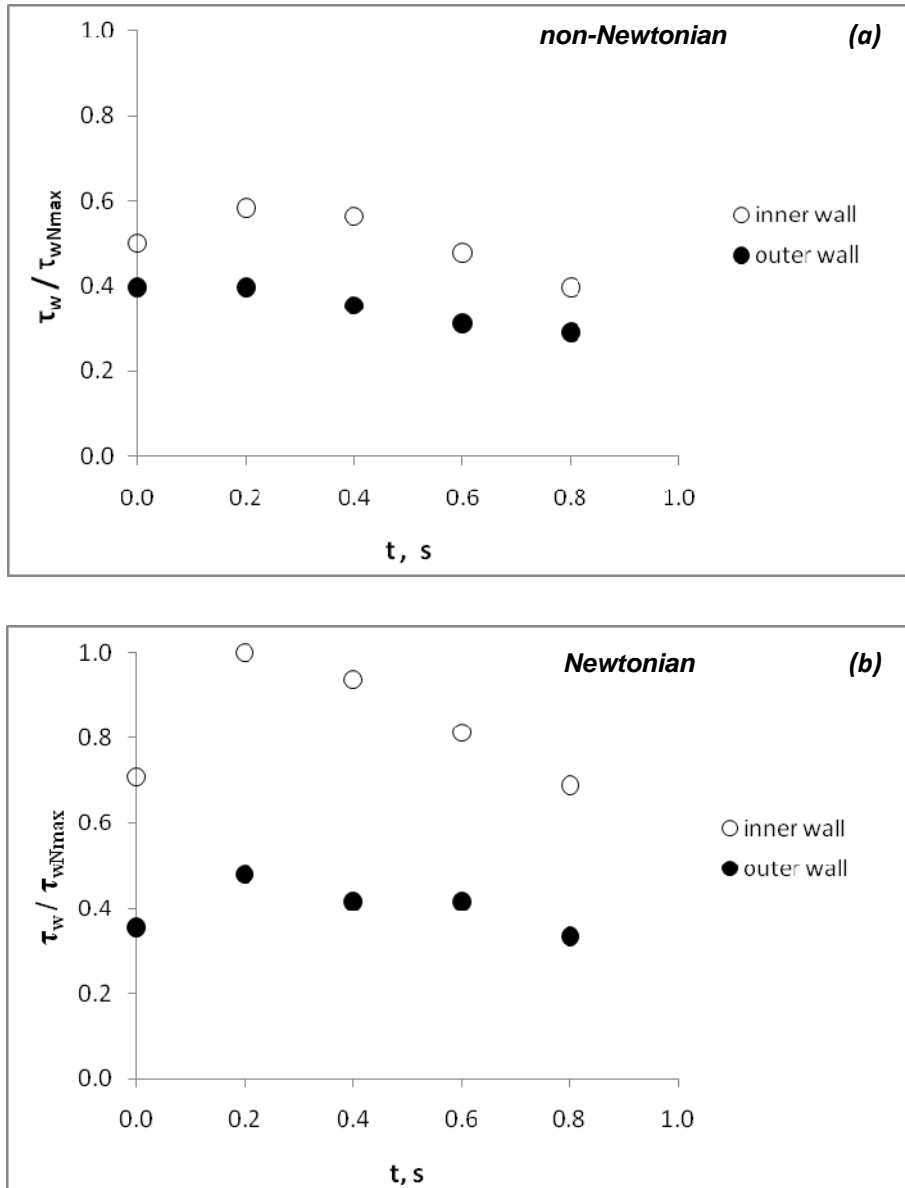 non-Newtonian (a)
1.0
0.8
0.6
0.4
0.2
0.0
τw / τwNmax
0.0 0.2 0.4 0.6 0.8 1.0
t, s
inner wall
outer wall
Newtonian (b)
1.0
0.8
0.6
0.4
0.2
0.0
τw / τwNmax
0.0 0.2 0.4 0.6 0.8 1.0
t, s
inner wall
outer wall